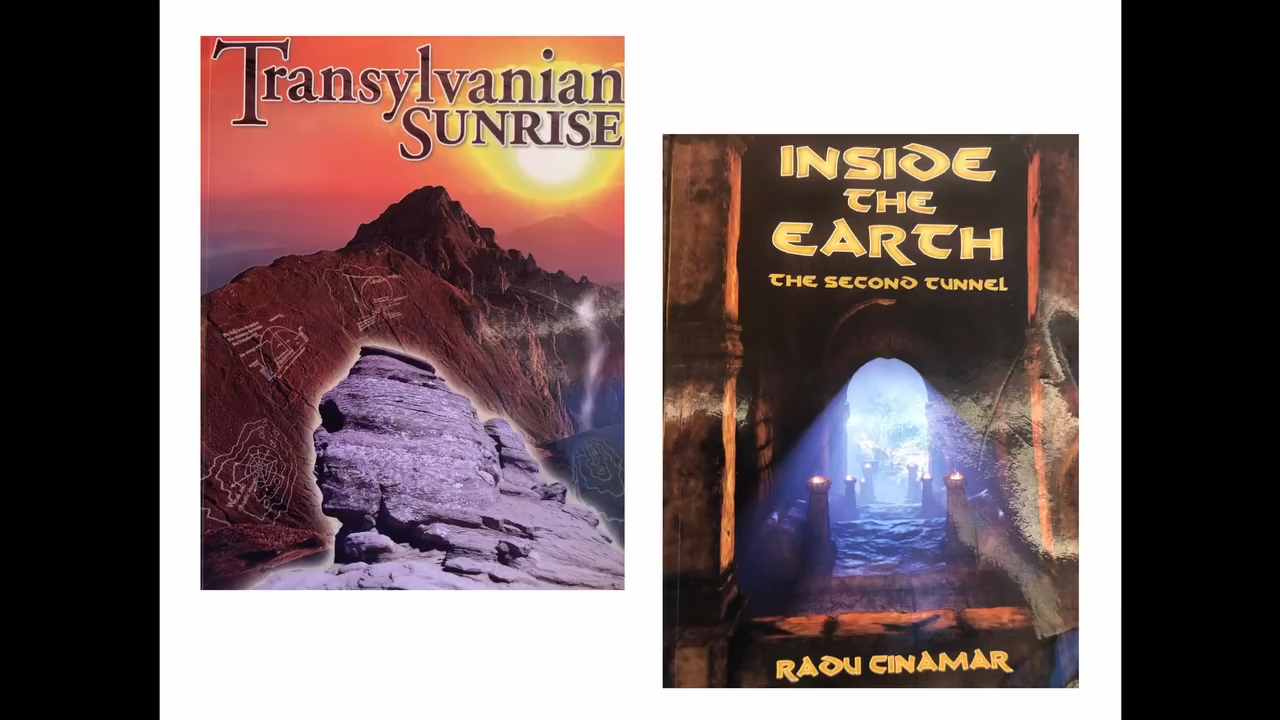 Transylvanian
SUNRISE
INSIDE
THE
EARTH
THE SECOND TUNNEL
RADU CINAMAR